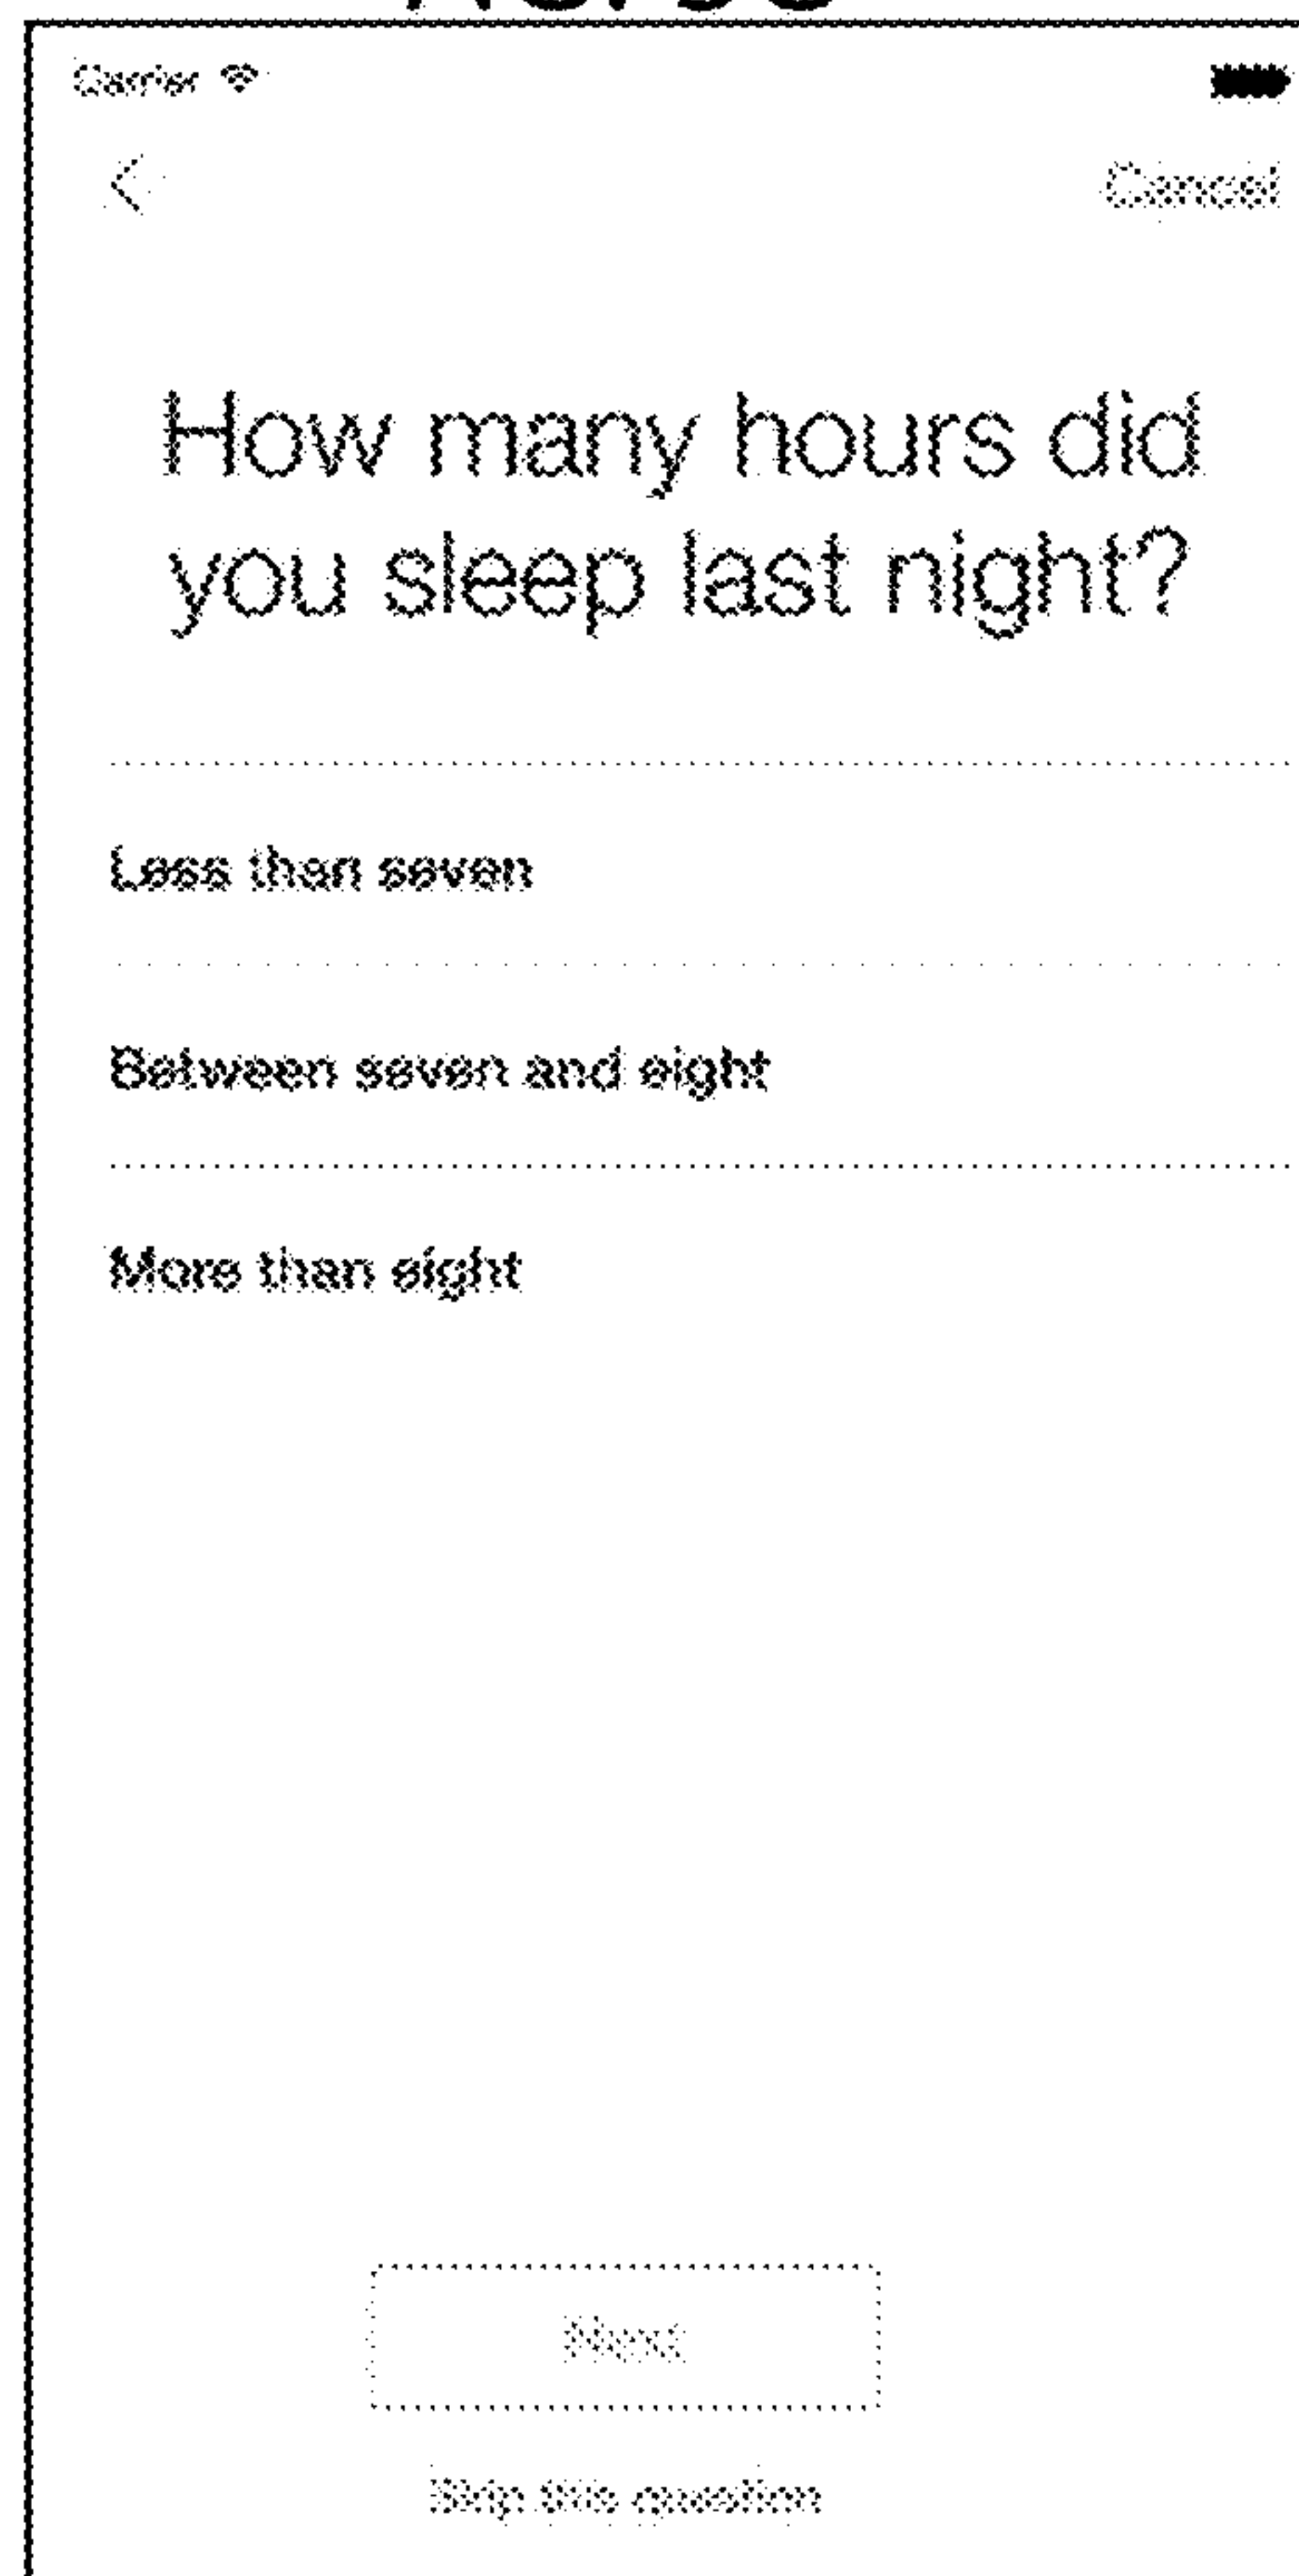 Carrier
Cancel
How many hours did
you sleep last night?
Less than seven
Between seven and eight
More than eight
Next
Skip this question